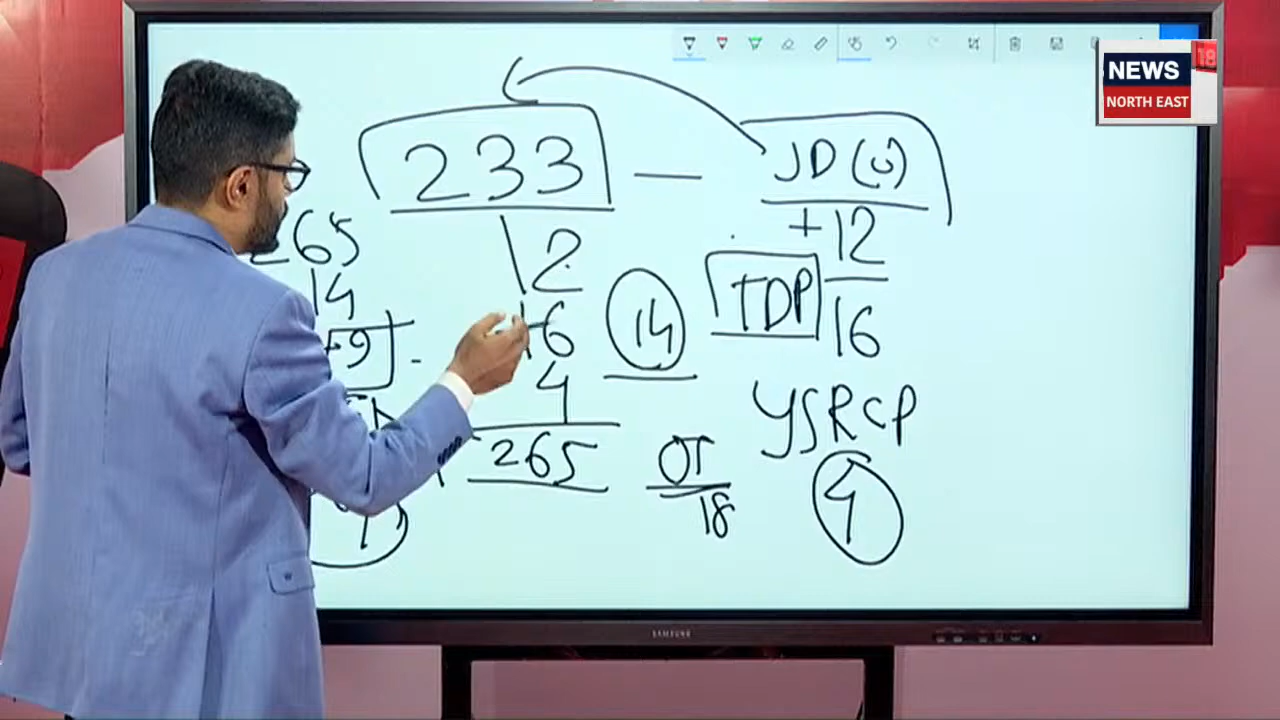 NEWS 18
NORTH EAST
233 — JD(U)
+12
265
12
14
16
14
TDP
16
+9
4
YSRCP
265
OT
18
4
SAMSUNG